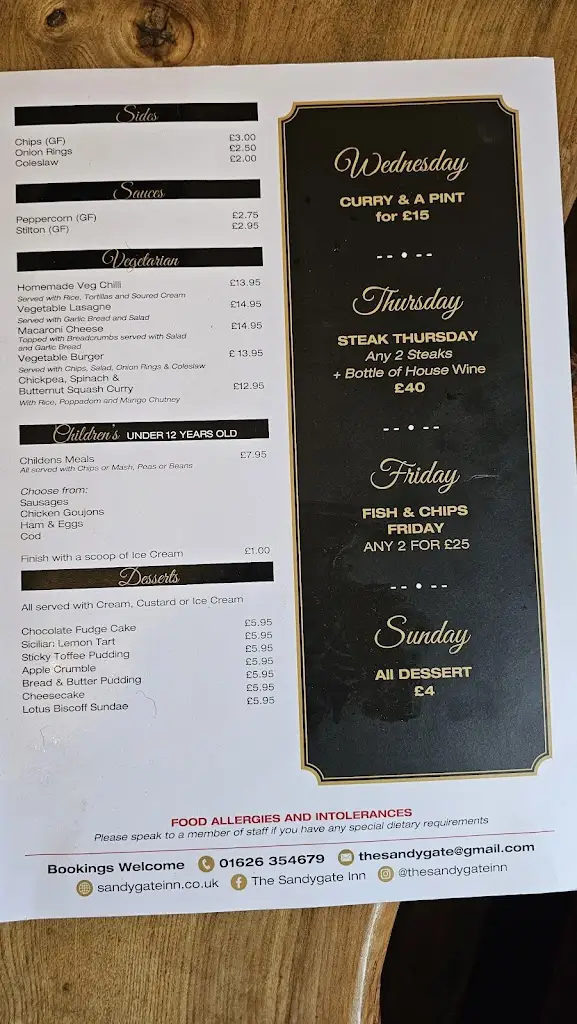 Sides
Chips (GF) £3.00
Onion Rings £2.50
Coleslaw £2.00
Sauces
Peppercorn (GF) £2.75
Stilton (GF) £2.95
Vegetarian
Homemade Veg Chilli £13.95
Served with Rice, Tortillas and Soured Cream
Vegetable Lasagne £14.95
Served with Garlic Bread and Salad
Macaroni Cheese £14.95
Topped with Breadcrumbs served with Salad
and Garlic Bread
Vegetable Burger £ 13.95
Served with Chips, Salad, Onion Rings & Coleslaw
Chickpea, Spinach &
Butternut Squash Curry £12.95
With Rice, Poppadom and Mango Chutney
Children's UNDER 12 YEARS OLD
Childens Meals £7.95
All served with Chips or Mash, Peas or Beans
Choose from:
Sausages
Chicken Goujons
Ham & Eggs
Cod
Finish with a scoop of Ice Cream £1.00
Desserts
All served with Cream, Custard or Ice Cream
Chocolate Fudge Cake £5.95
Sicilian Lemon Tart £5.95
Sticky Toffee Pudding £5.95
Apple Crumble £5.95
Bread & Butter Pudding £5.95
Cheesecake £5.95
Lotus Biscoff Sundae £5.95
Wednesday
CURRY & A PINT
for £15
Thursday
STEAK THURSDAY
Any 2 Steaks
+ Bottle of House Wine
£40
Friday
FISH & CHIPS
FRIDAY
ANY 2 FOR £25
Sunday
All DESSERT
£4
FOOD ALLERGIES AND INTOLERANCES
Please speak to a member of staff if you have any special dietary requirements
Bookings Welcome 01626 354679 thesandygate@gmail.com
sandygateinn.co.uk The Sandygate Inn @thesandygateinn